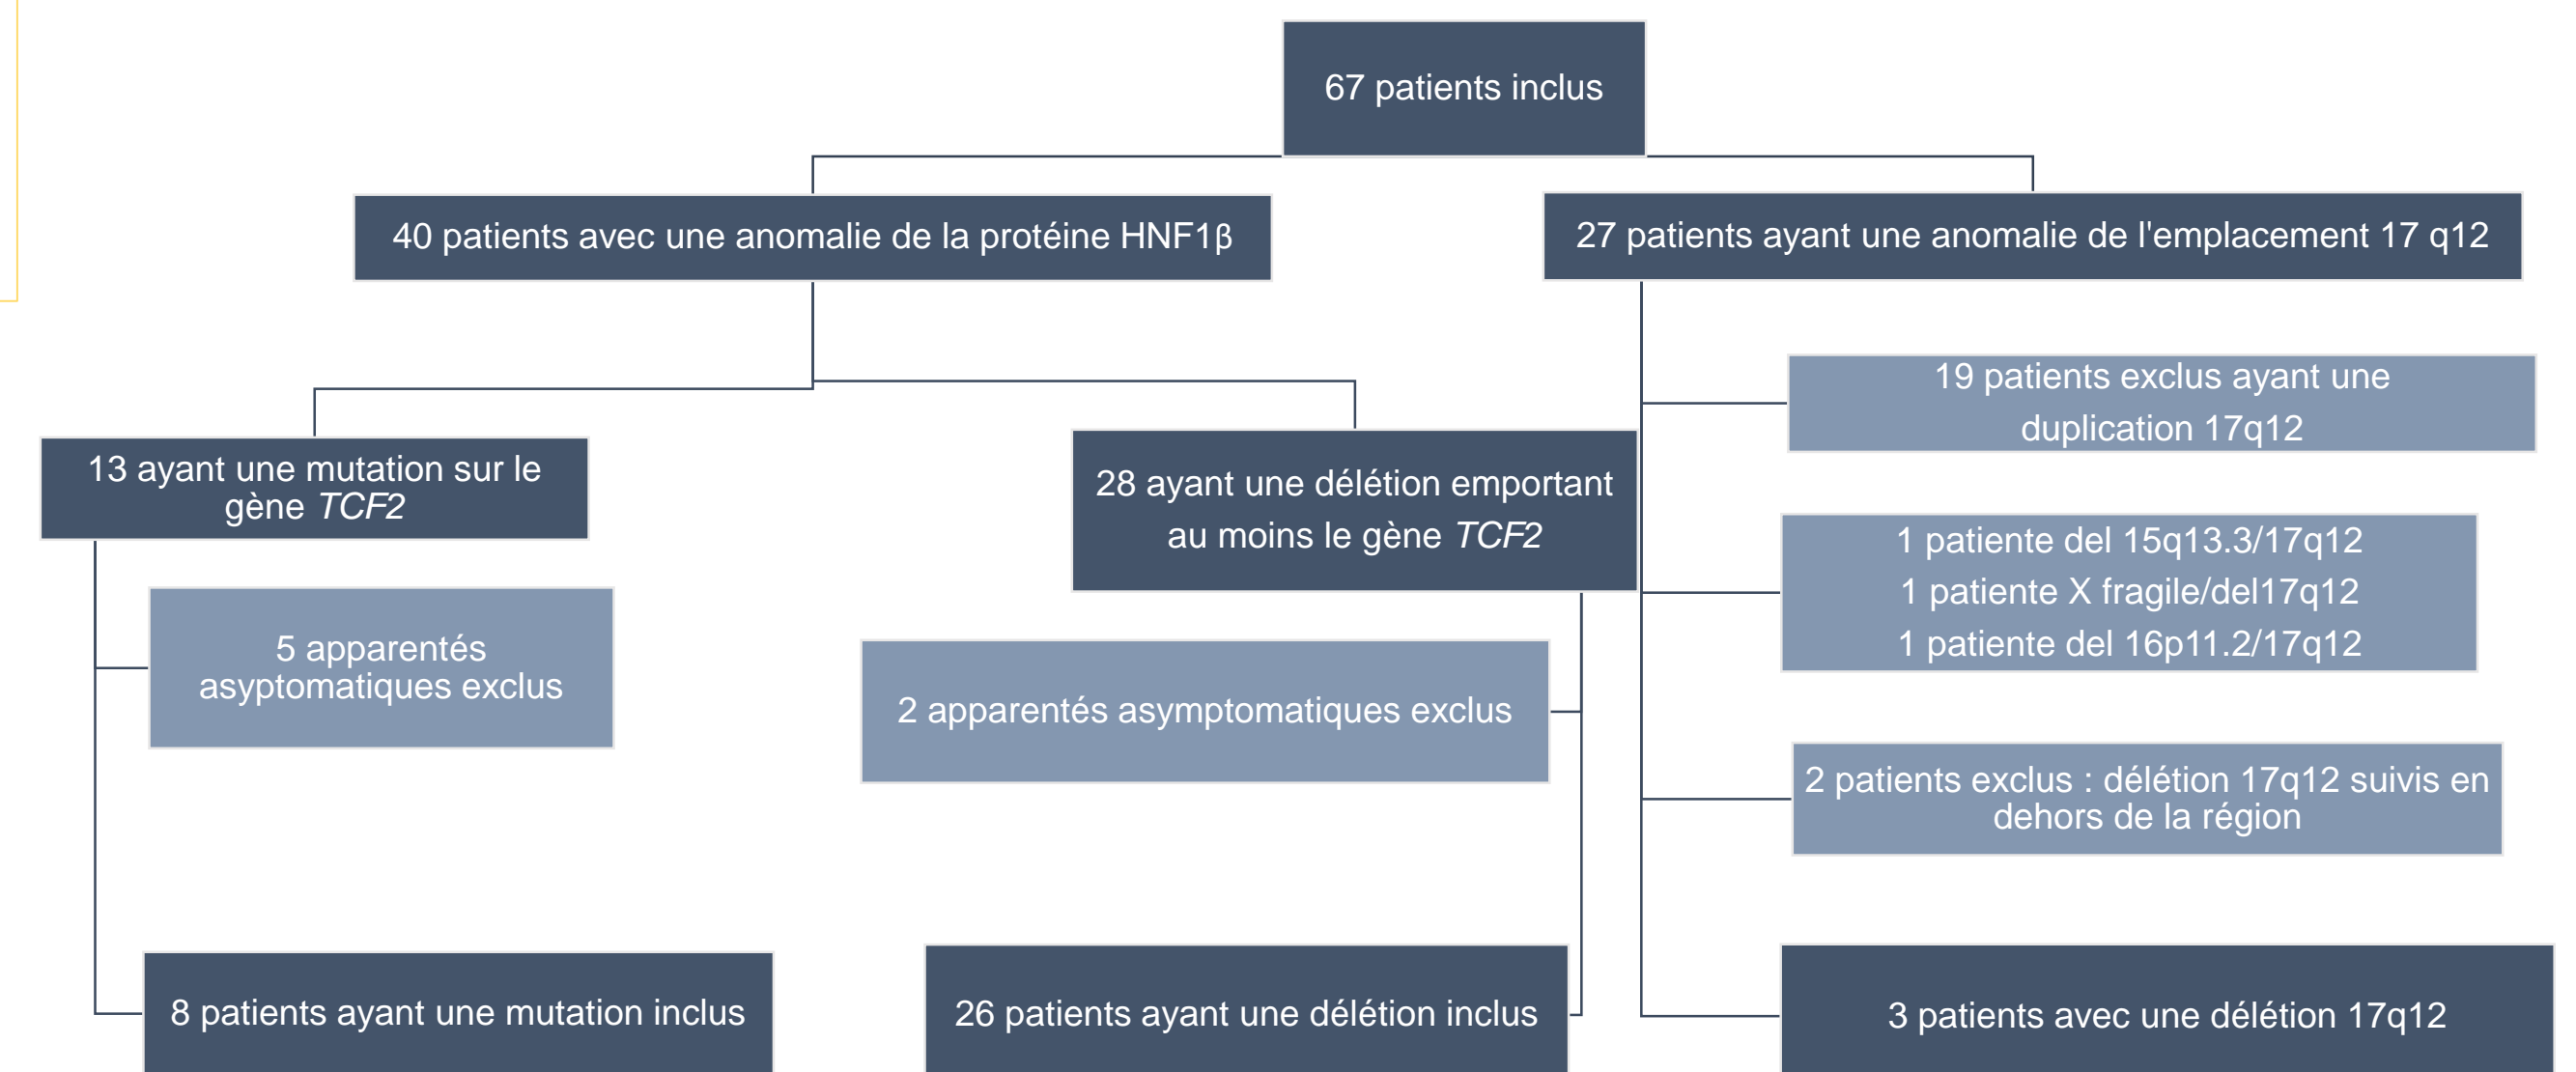 67 patients inclus
40 patients avec une anomalie de la protéine HNF1β
27 patients ayant une anomalie de l'emplacement 17 q12
13 ayant une mutation sur le
gène TCF2
28 ayant une délétion emportant
au moins le gène TCF2
19 patients exclus ayant une
duplication 17q12
1 patiente del 15q13.3/17q12
1 patiente X fragile/del17q12
1 patiente del 16p11.2/17q12
5 apparentés
asyptomatiques exclus
2 apparentés asymptomatiques exclus
2 patients exclus : délétion 17q12 suivis en
dehors de la région
8 patients ayant une mutation inclus
26 patients ayant une délétion inclus
3 patients avec une délétion 17q12